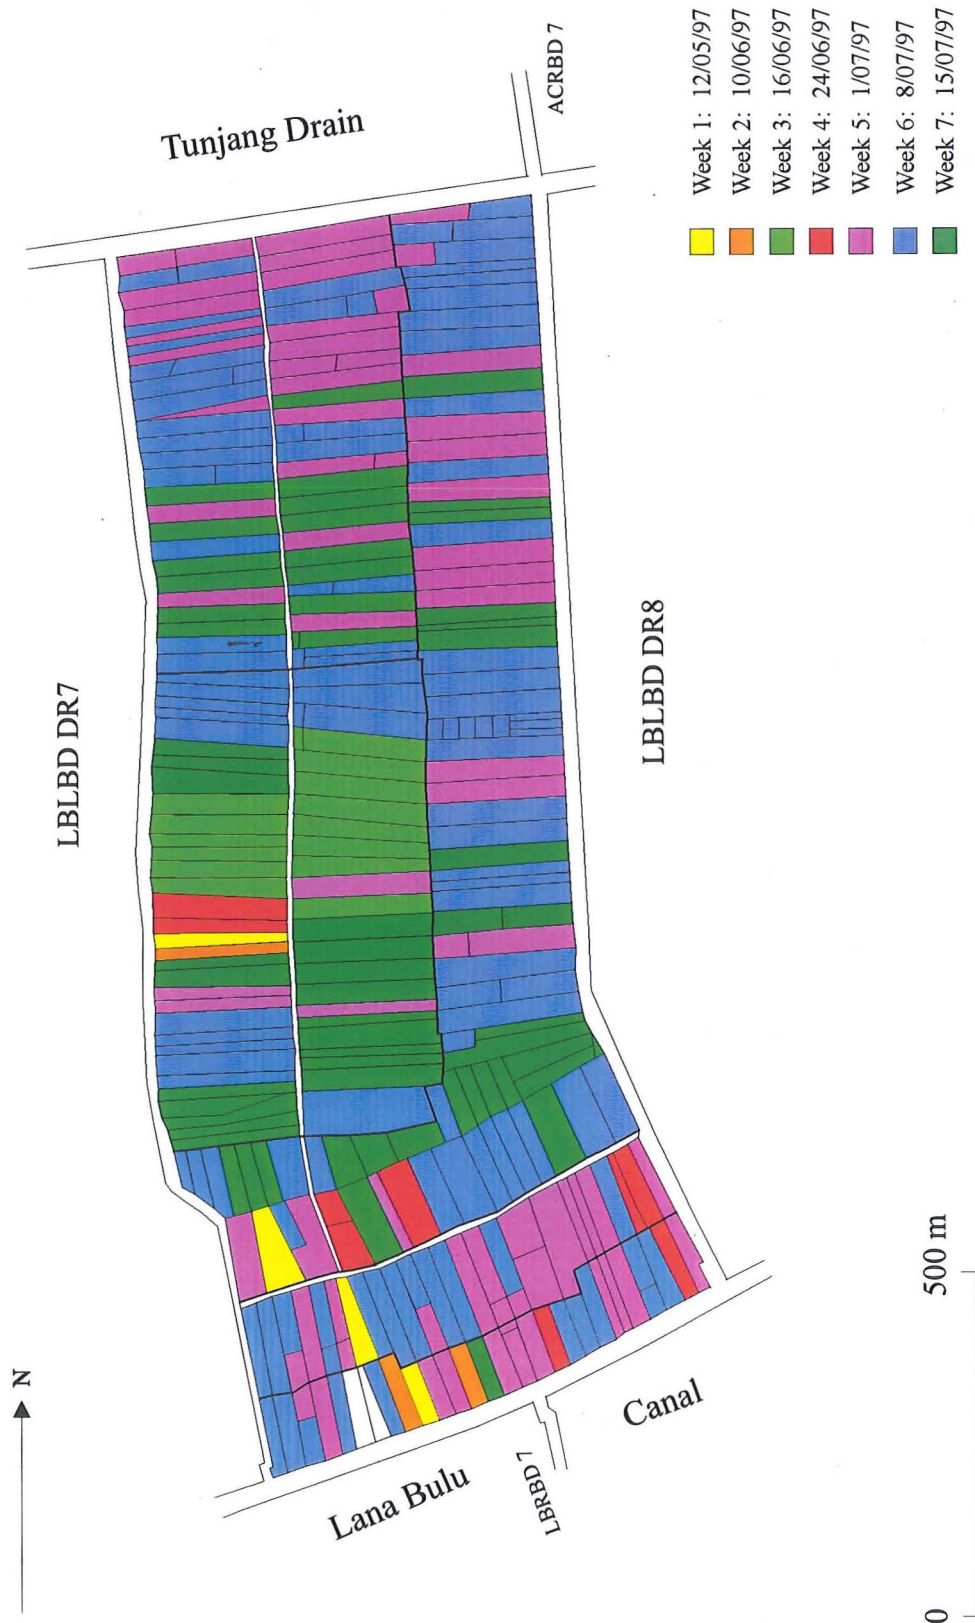 Tunjang Drain
ACRBD 7
LBLBD DR7
LBLBD DR8
Week 1: 12/05/97
Week 2: 10/06/97
Week 3: 16/06/97
Week 4: 24/06/97
Week 5: 1/07/97
Week 6: 8/07/97
Week 7: 15/07/97
N
Lana Bulu
Canal
LBRBD 7
0
500 m